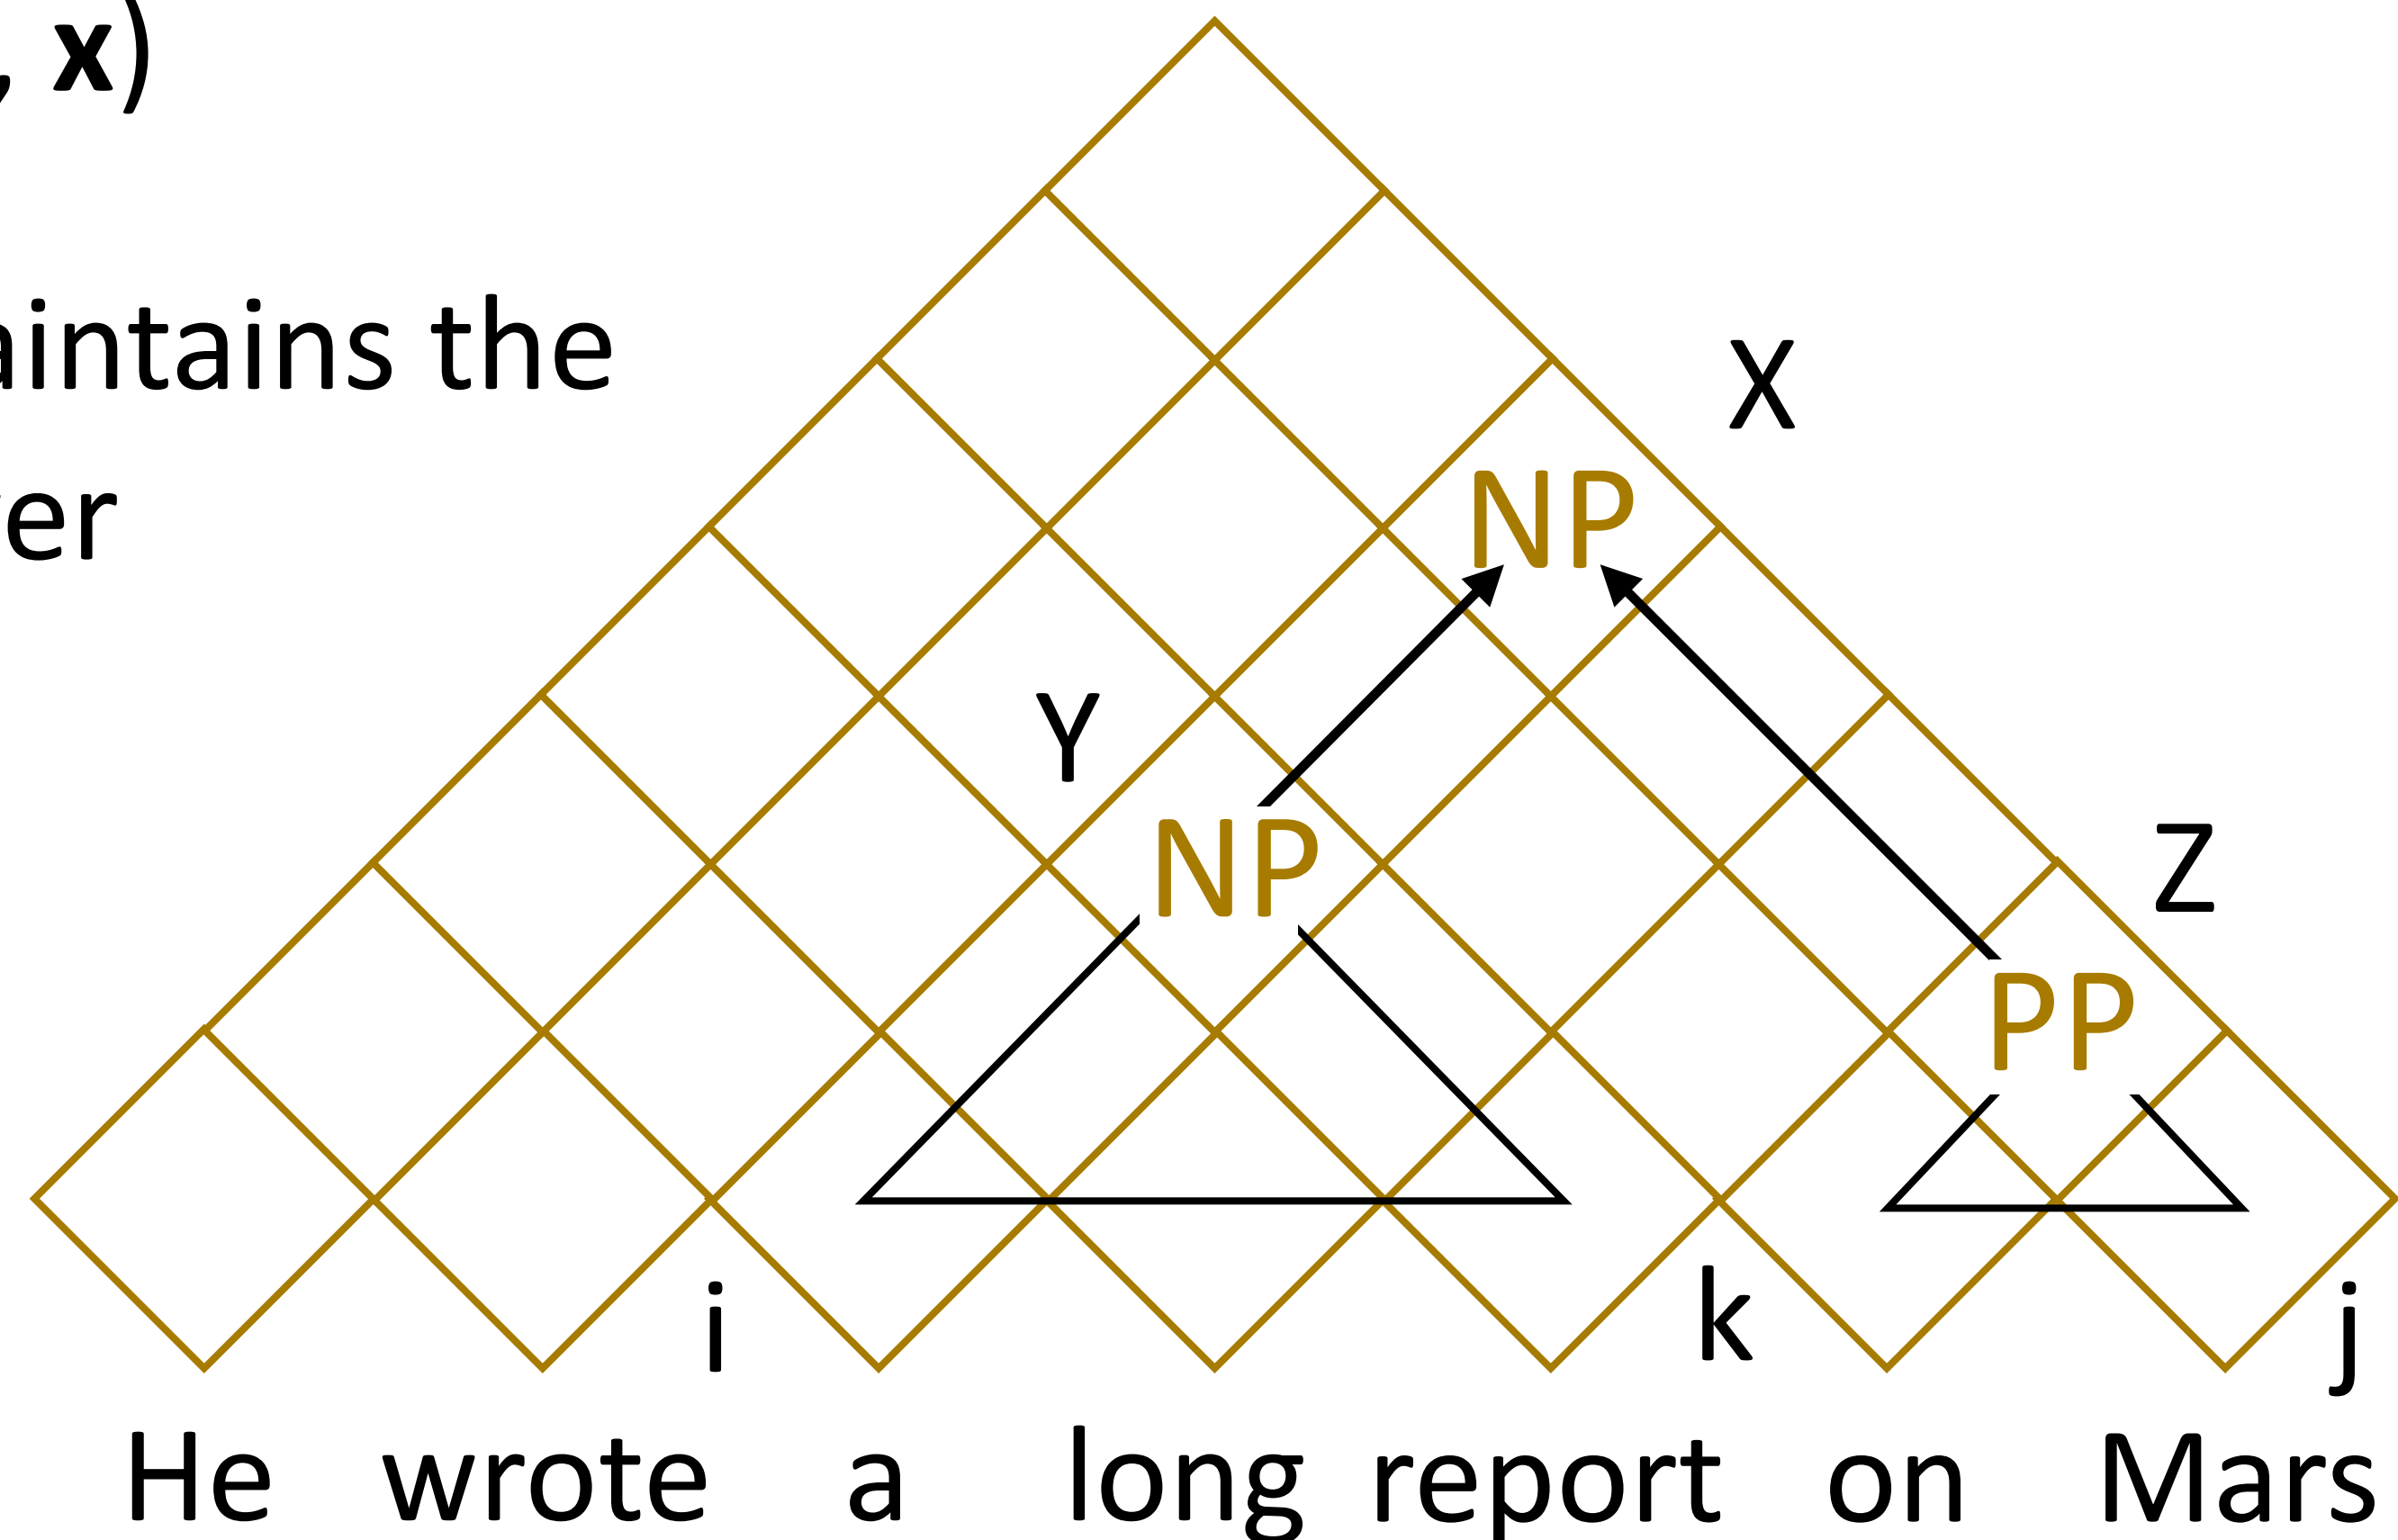 , x)
aintains the
er
X
NP
Y
NP
Z
PP
i k j
He wrote a long report on Mars